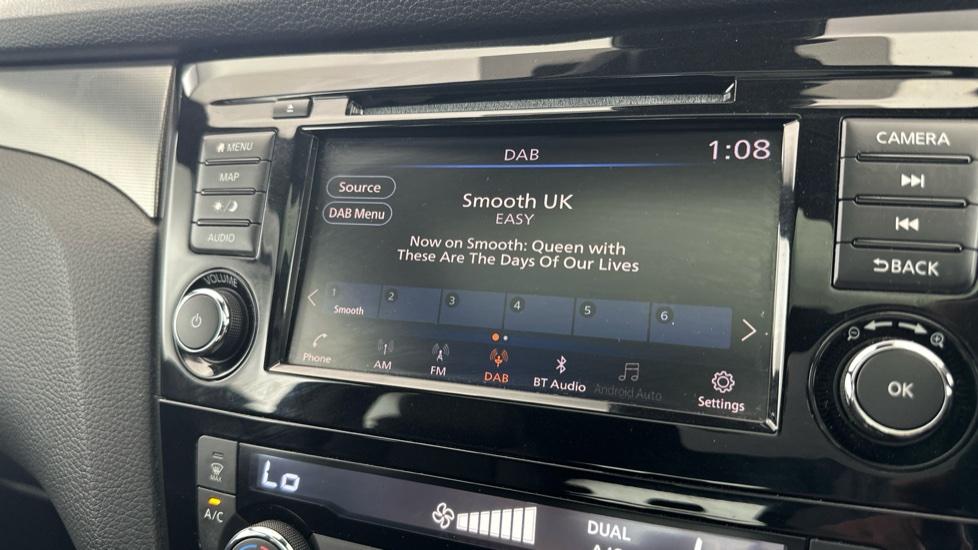 MENU
MAP
AUDIO
VOLUME
DAB
1:08
Source
DAB Menu
Smooth UK
EASY
Now on Smooth: Queen with
These Are The Days Of Our Lives
1 2 3 4 5 6
Smooth
Phone AM FM DAB BT Audio Android Auto Settings
CAMERA
BACK
OK
MAX
A/C
Lo
DUAL
A/C